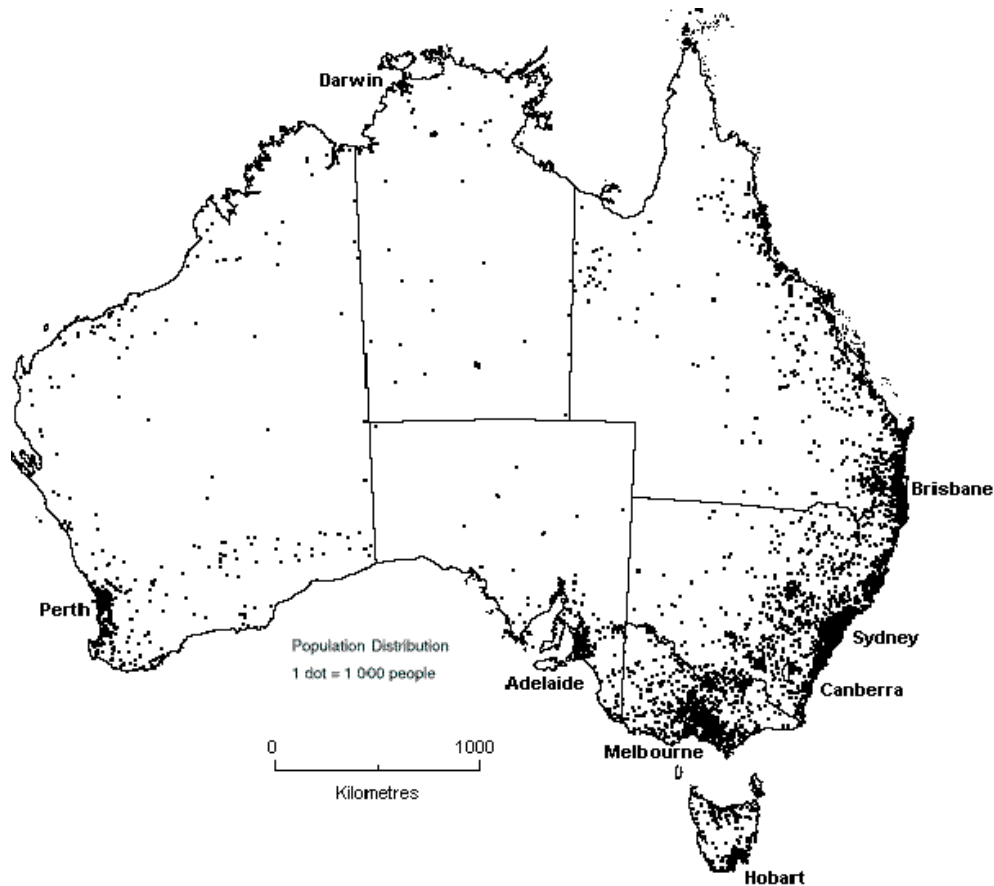 Darwin
Brisbane
Perth
Sydney
Population Distribution
1 dot = 1 000 people
Adelaide
Canberra
Melbourne
0 1000
Kilometres
Hobart